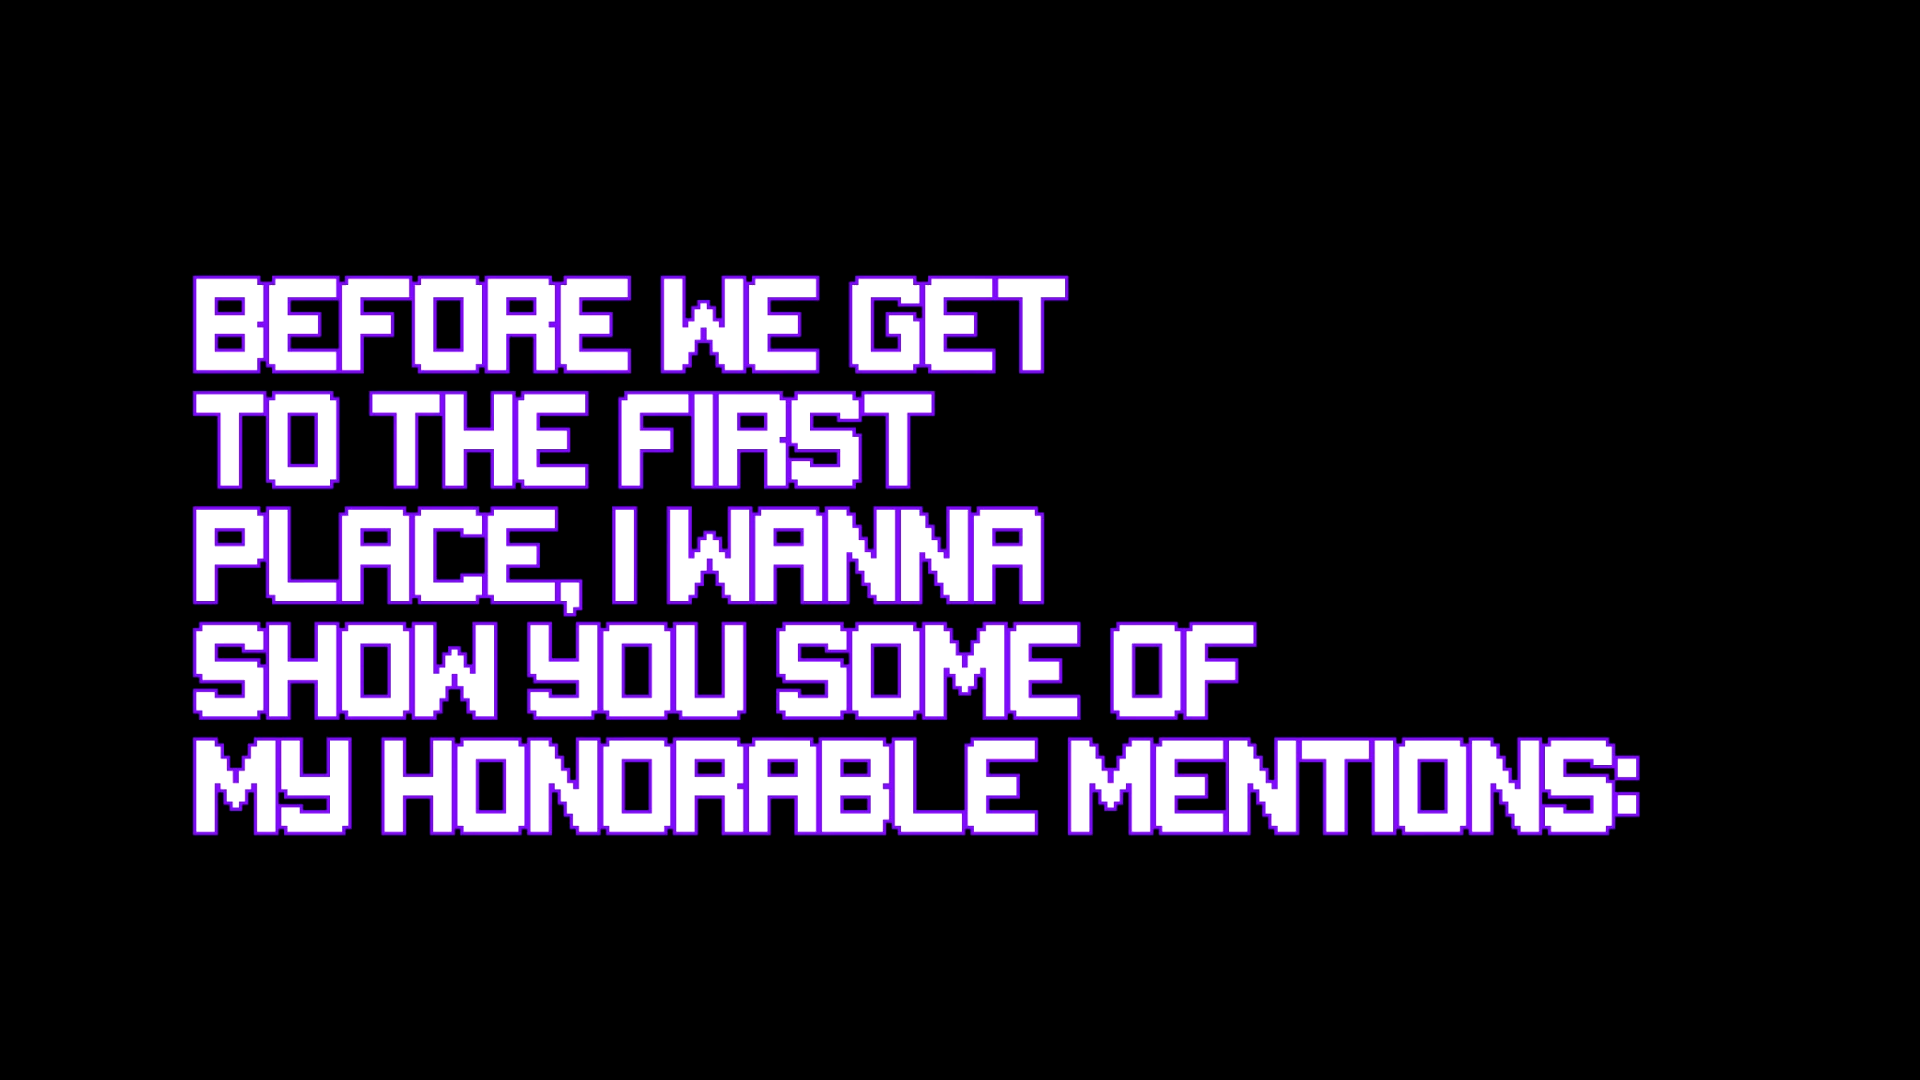 BEFORE WE GET
TO THE FIRST
PLACE, I WANNA
SHOW YOU SOME OF
MY HONORABLE MENTIONS: